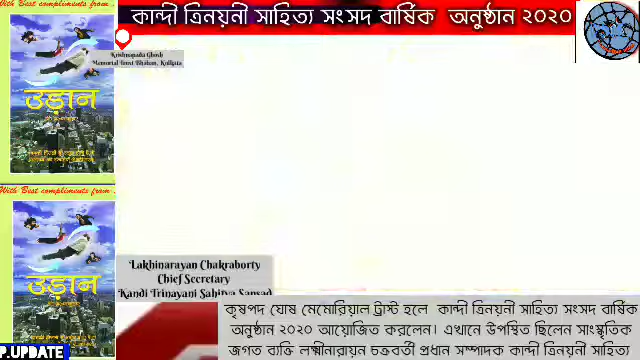 With Best compliments from .
কান্দী ত্রিনয়নী সাহিত্য সংসদ বার্ষিক অনুষ্ঠান ২০২০
Krishnapada Ghosh
Memorial Trust Bhaban, Kolkata
উড়ান
With Best compliments from .
উড়ান
Lakhinarayan Chakraborty
Chief Secretary
Kandi Trinayani Sahitya Sansad
কৃষপদ ঘোষ মেমোরিয়াল ট্রাস্ট হলে কান্দী ত্রিনয়নী সাহিত্য সংসদ বার্ষিক
অনুষ্ঠান ২০২০ আয়োজিত করলেন। এখানে উপস্থিত ছিলেন সাংস্কৃতিক
জগত ব্যক্তি লক্ষীনারায়ন চক্রবর্তী প্রধান সম্পাদক কান্দী ত্রিনয়নী সাহিত্য
P.UPDATE